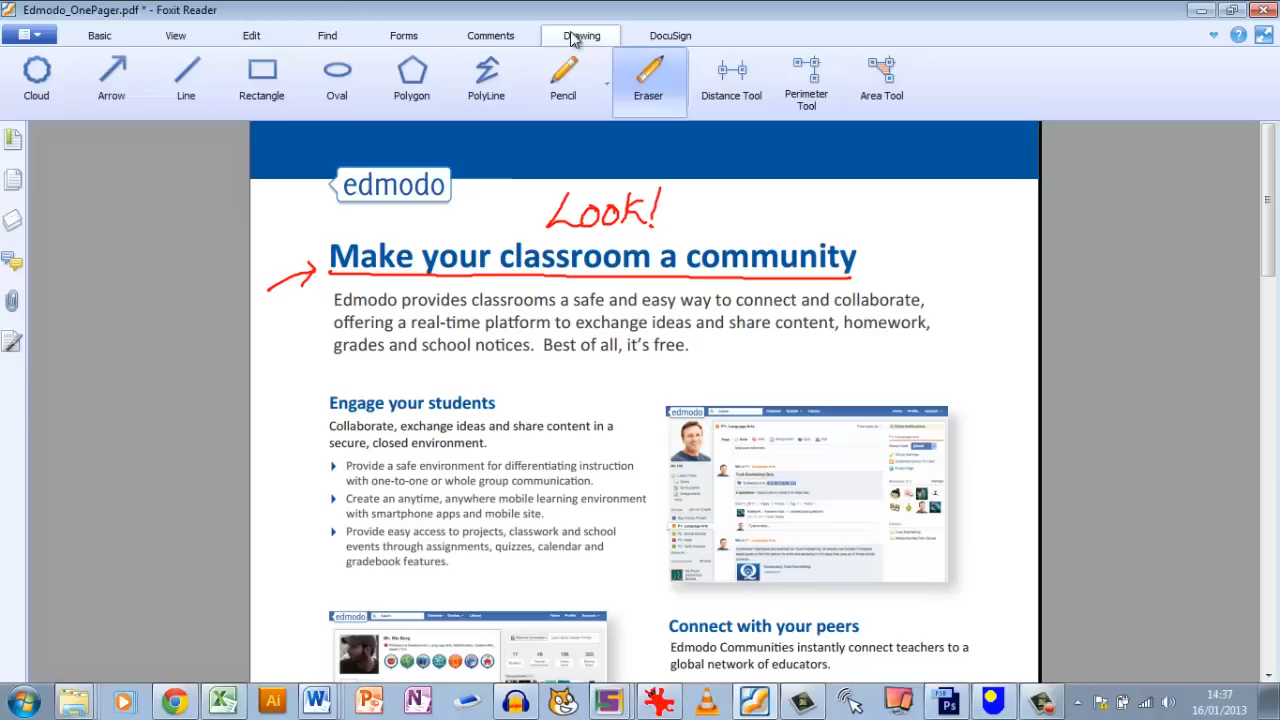 Edmodo_OnePager.pdf * - Foxit Reader
Basic View Edit Find Forms Comments Drawing DocuSign
Cloud Arrow Line Rectangle Oval Polygon PolyLine Pencil Eraser Distance Tool Perimeter Tool Area Tool
edmodo
Look!
Make your classroom a community
Edmodo provides classrooms a safe and easy way to connect and collaborate,
offering a real-time platform to exchange ideas and share content, homework,
grades and school notices. Best of all, it's free.
Engage your students
Collaborate, exchange ideas and share content in a
secure, closed environment.
Provide an environment for differentiating instruction
with one-to-one or whole group communication.
Create an anytime, anywhere mobile learning environment
with smartphone apps and mobile site.
Provide easy access to projects, classwork and school
events through assignments, quizzes, calendar and
gradebook features.
edmodo
edmodo
Connect with your peers
Edmodo Communities instantly connect teachers to a
global network of educators.
14:37
16/01/2013